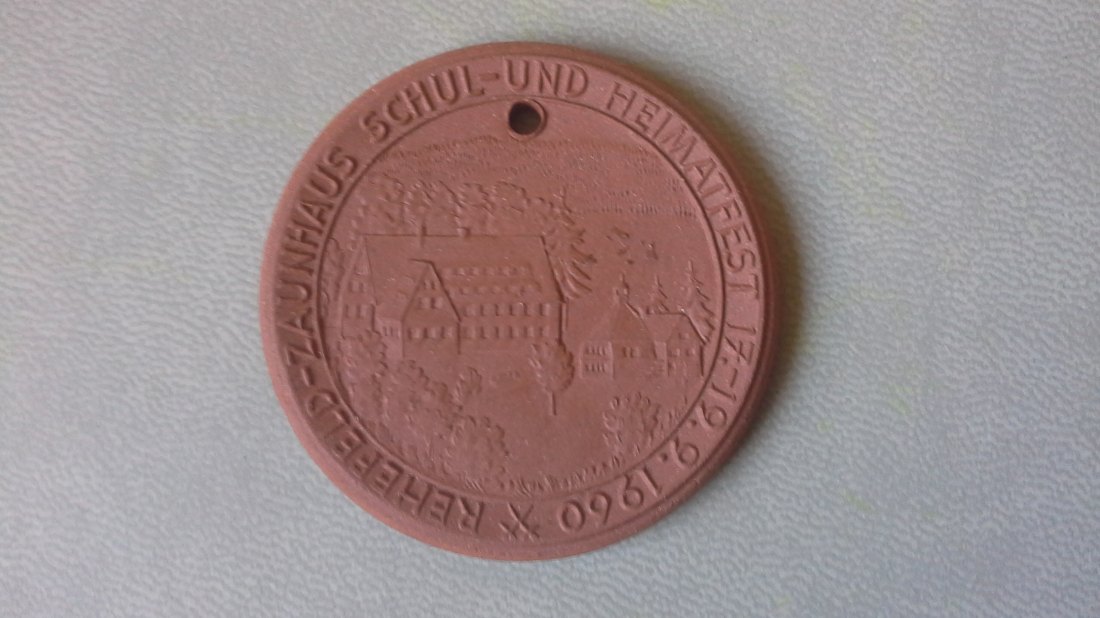 REHEFELD-ZAUNHAUS SCHUL-UND HEIMATFEST 17.-19.9.1960